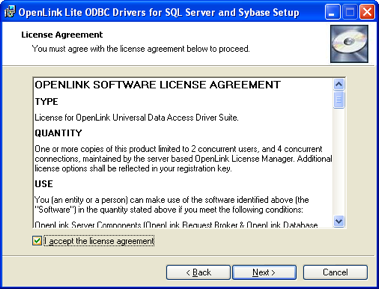 OpenLink Lite ODBC Drivers for SQL Server and Sybase Setup
License Agreement
You must agree with the license agreement below to proceed.
OPENLINK SOFTWARE LICENSE AGREEMENT
TYPE
License for OpenLink Universal Data Access Driver Suite.
QUANTITY
One or more copies of this product limited to 2 concurrent users, and 4 concurrent
connections, maintained by the server based OpenLink License Manager. Additional
license options shall be reflected in your registration key.
USE
You (an entity or a person) can make use of the software identified above (the
"Software") in the quantity stated above if you meet the following conditions:
OpenLink Server Components (OpenLink Request Broker & OpenLink Database
I accept the license agreement
< Back
Next >
Cancel